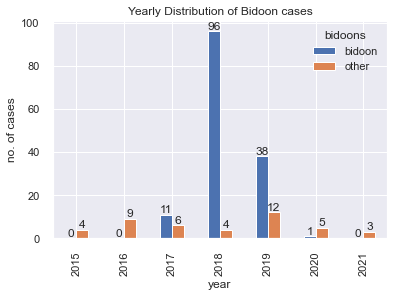 Yearly Distribution of Bidoon cases
no. of cases
100
80
60
40
20
0
bidoons
bidoon
other
0 4
0 9
11 6
96 4
38 12
1 5
0 3
2015 2016 2017 2018 2019 2020 2021
year